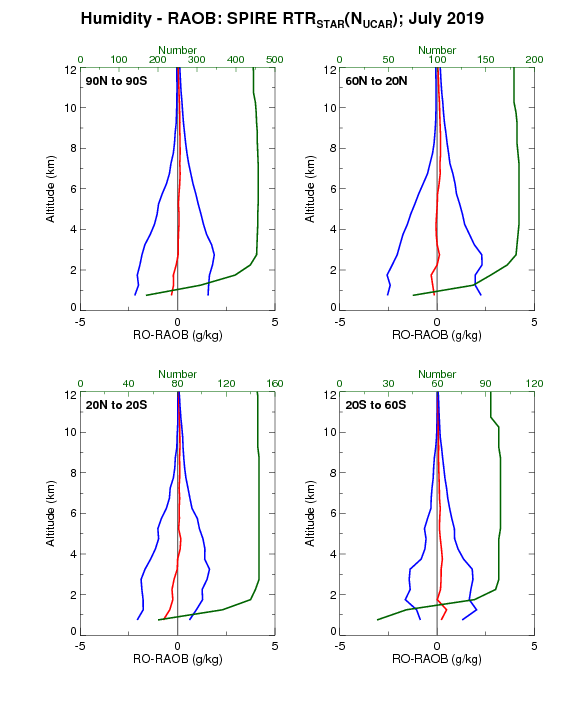 Humidity - RAOB: SPIRE RTRSTAR(NUCAR); July 2019
Number
0 100 200 300 400 500
90N to 90S
12
10
8
6
4
2
0
Altitude (km)
-5 0 5
RO-RAOB (g/kg)
Number
0 50 100 150 200
60N to 20N
12
10
8
6
4
2
0
Altitude (km)
-5 0 5
RO-RAOB (g/kg)
Number
0 40 80 120 160
20N to 20S
12
10
8
6
4
2
0
Altitude (km)
-5 0 5
RO-RAOB (g/kg)
Number
0 30 60 90 120
20S to 60S
12
10
8
6
4
2
0
Altitude (km)
-5 0 5
RO-RAOB (g/kg)